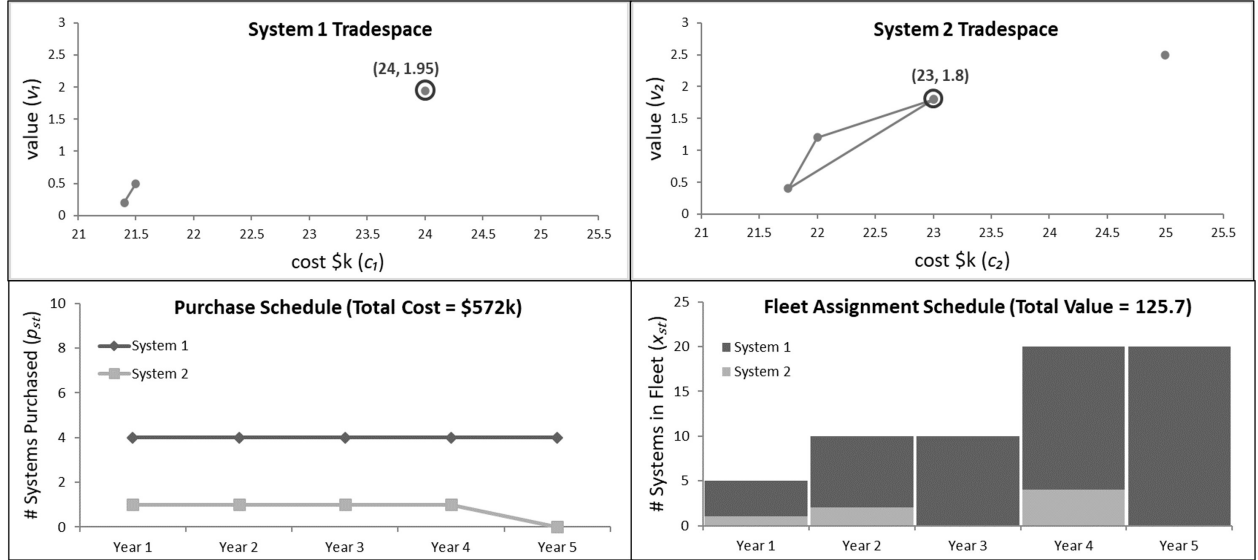 System 1 Tradespace
3
2.5
2
1.5
1
0.5
0
value (v₁)
(24, 1.95)
21 21.5 22 22.5 23 23.5 24 24.5 25 25.5
cost $k (c₁)
System 2 Tradespace
3
2.5
2
1.5
1
0.5
0
value (v₂)
(23, 1.8)
21 21.5 22 22.5 23 23.5 24 24.5 25 25.5
cost $k (c₂)
Purchase Schedule (Total Cost = $572k)
10
8
6
4
2
0
# Systems Purchased (pst)
System 1
System 2
Year 1 Year 2 Year 3 Year 4 Year 5
Fleet Assignment Schedule (Total Value = 125.7)
25
20
15
10
5
0
# Systems in Fleet (xst)
System 1
System 2
Year 1 Year 2 Year 3 Year 4 Year 5